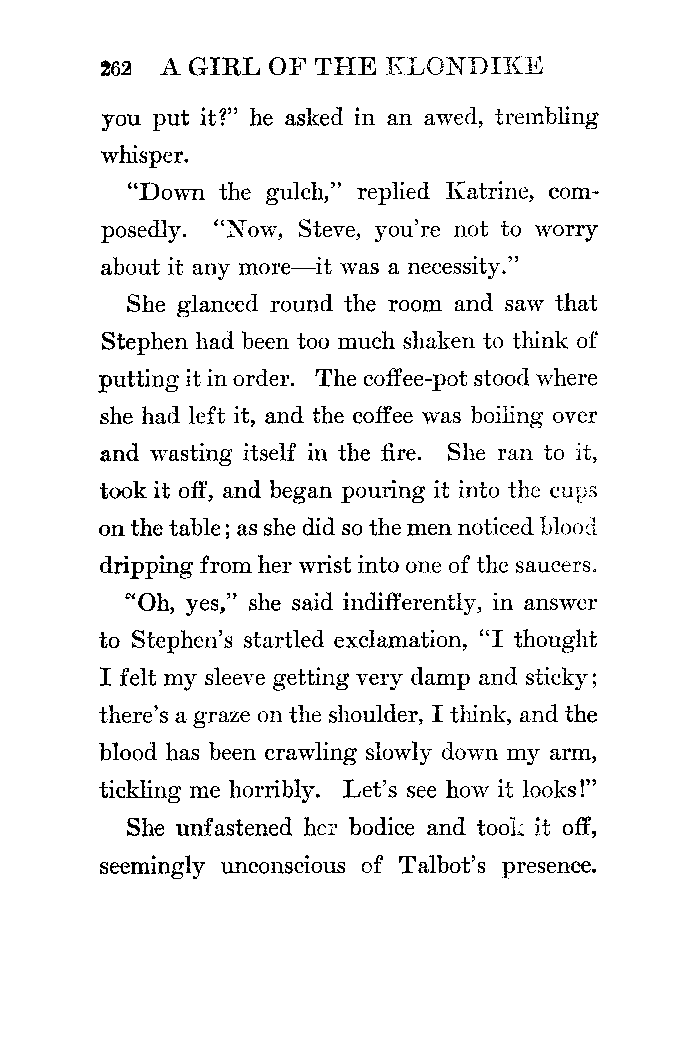 262 A GIRL OF THE KLONDIKE
you put it?” he asked in an awed, trembling
whisper.
“Down the gulch,” replied Katrine, com-
posedly. “Now, Steve, you’re not to worry
about it any more—it was a necessity.”
She glanced round the room and saw that
Stephen had been too much shaken to think of
putting it in order. The coffee-pot stood where
she had left it, and the coffee was boiling over
and wasting itself in the fire. She ran to it,
took it off, and began pouring it into the cups
on the table; as she did so the men noticed blood
dripping from her wrist into one of the saucers.
“Oh, yes,” she said indifferently, in answer
to Stephen’s startled exclamation, “I thought
I felt my sleeve getting very damp and sticky;
there’s a graze on the shoulder, I think, and the
blood has been crawling slowly down my arm,
tickling me horribly. Let’s see how it looks!”
She unfastened her bodice and took it off,
seemingly unconscious of Talbot’s presence.